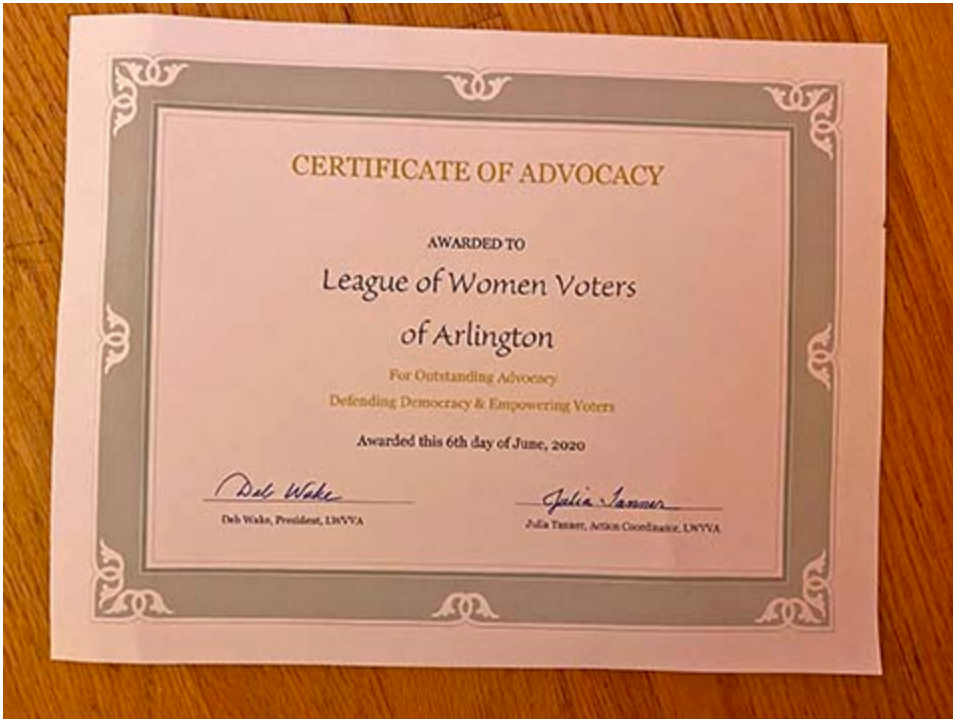 CERTIFICATE OF ADVOCACY
AWARDED TO
League of Women Voters
of Arlington
For Outstanding Advocacy
Defending Democracy & Empowering Voters
Awarded this 6th day of June, 2020
Deb Wake Julia Tanner
Deb Wake, President, LWVVA Julia Tanner, Action Coordinator, LWVVA